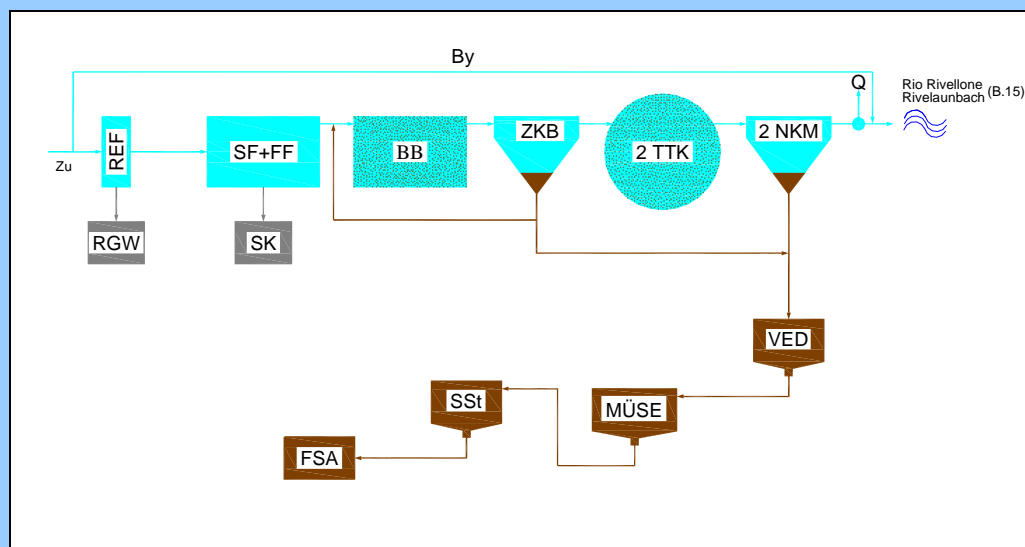 By
Q
Rio Rivellone
Rivelaunbach (B.15)
Zu
REF
SF+FF
BB
ZKB
2 TTK
2 NKM
RGW
SK
VED
SSt
MÜSE
FSA